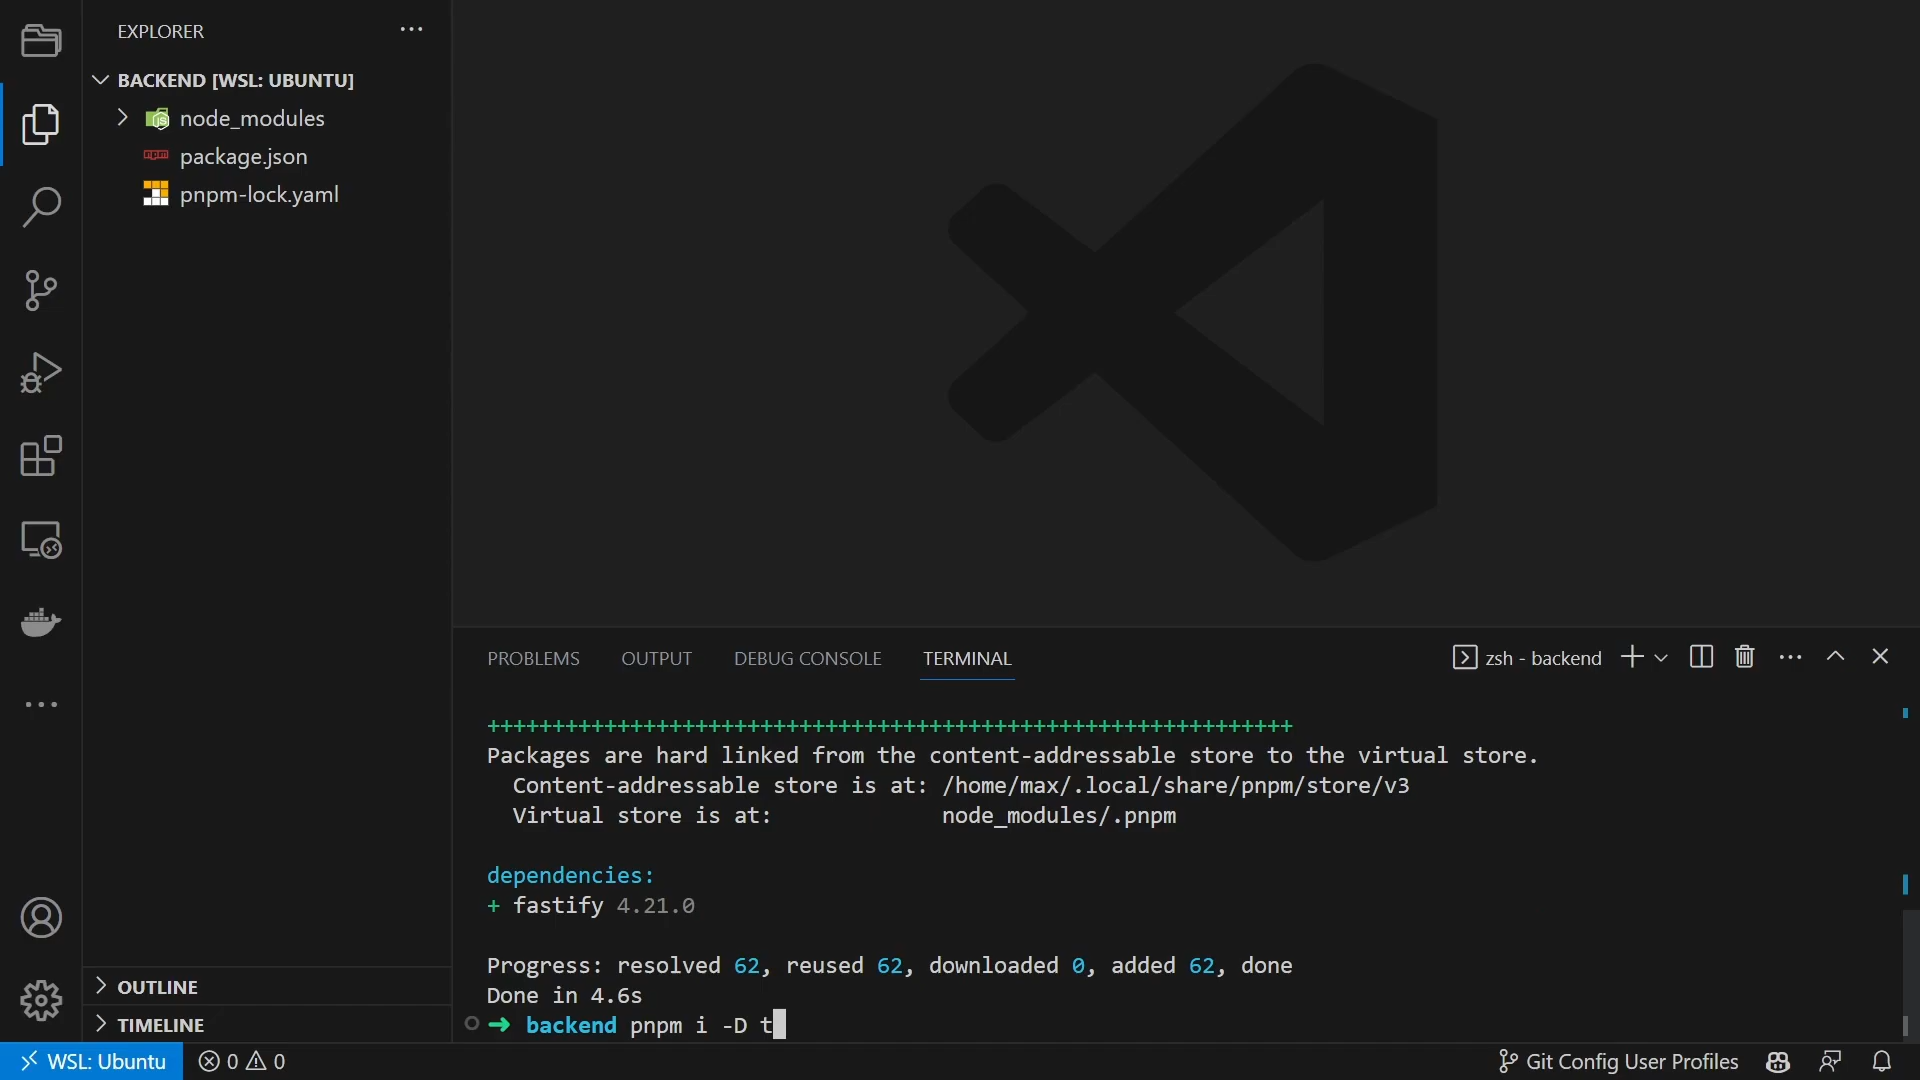 EXPLORER
BACKEND [WSL: UBUNTU]
node_modules
package.json
pnpm-lock.yaml
OUTLINE
TIMELINE
PROBLEMS OUTPUT DEBUG CONSOLE TERMINAL
zsh - backend
++++++++++++++++++++++++++++++++++++++++++++++++++++++++++++++
Packages are hard linked from the content-addressable store to the virtual store.
Content-addressable store is at: /home/max/.local/share/pnpm/store/v3
Virtual store is at: node_modules/.pnpm
dependencies:
+ fastify 4.21.0
Progress: resolved 62, reused 62, downloaded 0, added 62, done
Done in 4.6s
➜ backend pnpm i -D t
WSL: Ubuntu 0 0 Git Config User Profiles